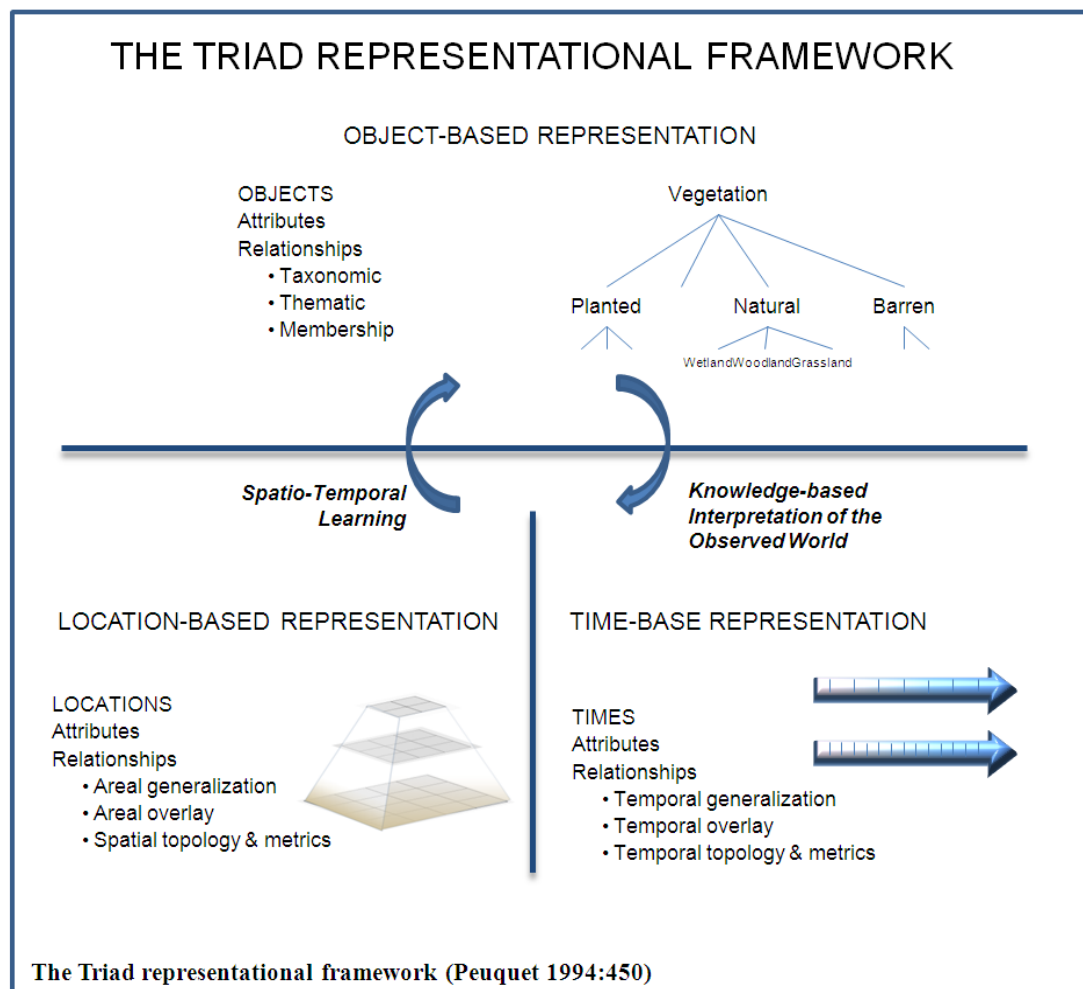 THE TRIAD REPRESENTATIONAL FRAMEWORK
OBJECT-BASED REPRESENTATION
OBJECTS
Attributes
Relationships
• Taxonomic
• Thematic
• Membership
Vegetation
Planted Natural Barren
WetlandWoodlandGrassland
Spatio-Temporal
Learning
Knowledge-based
Interpretation of the
Observed World
LOCATION-BASED REPRESENTATION
LOCATIONS
Attributes
Relationships
• Areal generalization
• Areal overlay
• Spatial topology & metrics
TIME-BASE REPRESENTATION
TIMES
Attributes
Relationships
• Temporal generalization
• Temporal overlay
• Temporal topology & metrics
The Triad representational framework (Peuquet 1994:450)